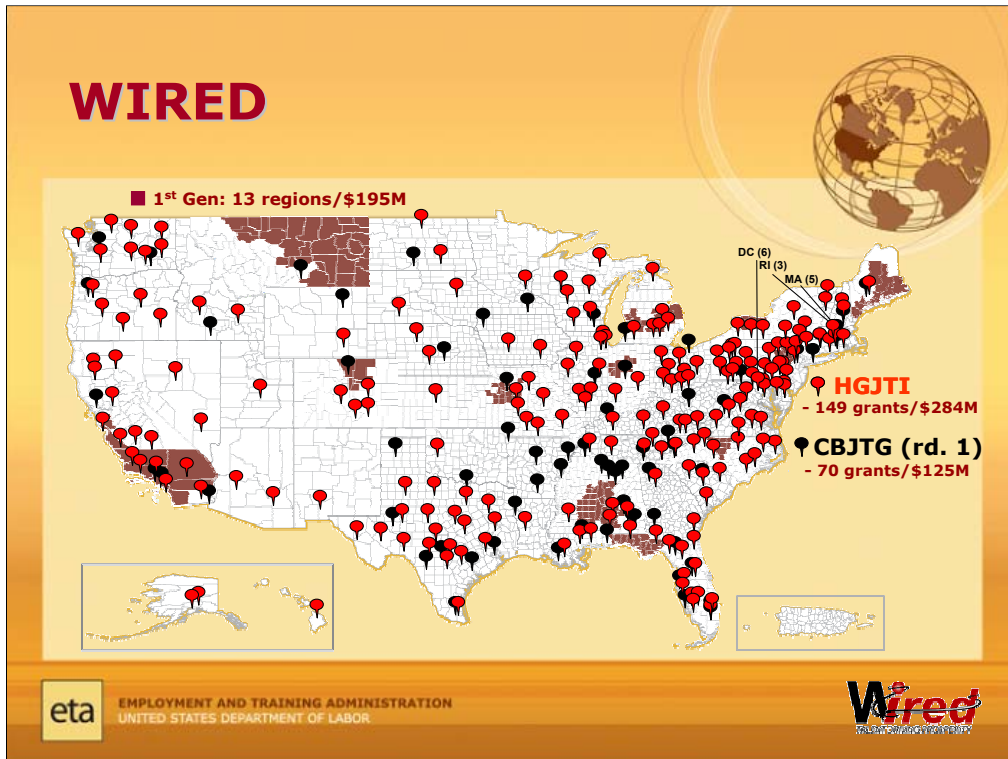 WIRED
1st Gen: 13 regions/$195M
DC (6)
RI (3)
MA (5)
HGJTI
- 149 grants/$284M
CBJTG (rd. 1)
- 70 grants/$125M
eta
EMPLOYMENT AND TRAINING ADMINISTRATION
UNITED STATES DEPARTMENT OF LABOR
Wired